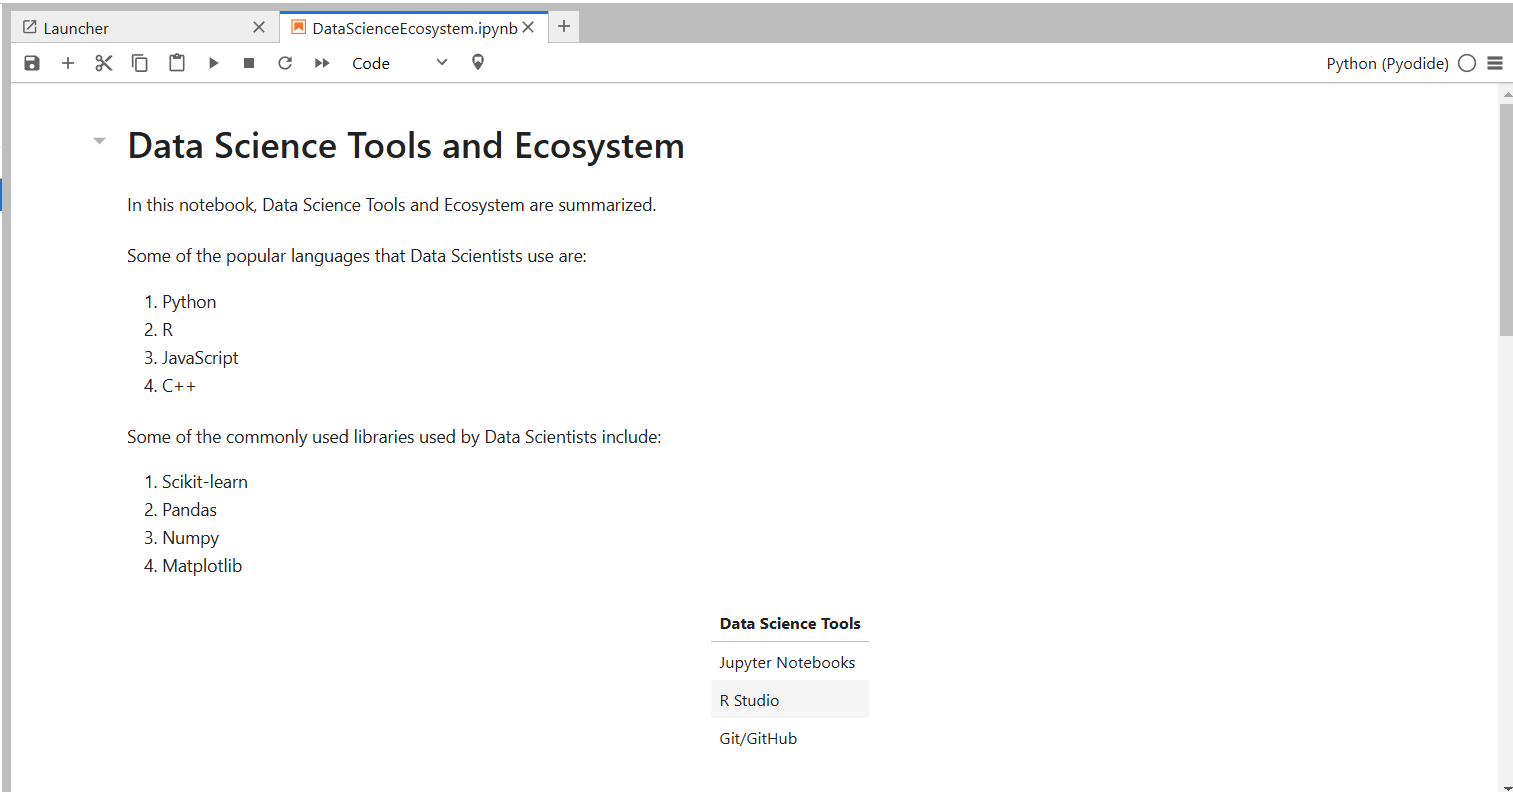 Launcher
DataScienceEcosystem.ipynb
Code
Python (Pyodide)
Data Science Tools and Ecosystem
In this notebook, Data Science Tools and Ecosystem are summarized.
Some of the popular languages that Data Scientists use are:
1. Python
2. R
3. JavaScript
4. C++
Some of the commonly used libraries used by Data Scientists include:
1. Scikit-learn
2. Pandas
3. Numpy
4. Matplotlib
Data Science Tools
Jupyter Notebooks
R Studio
Git/GitHub